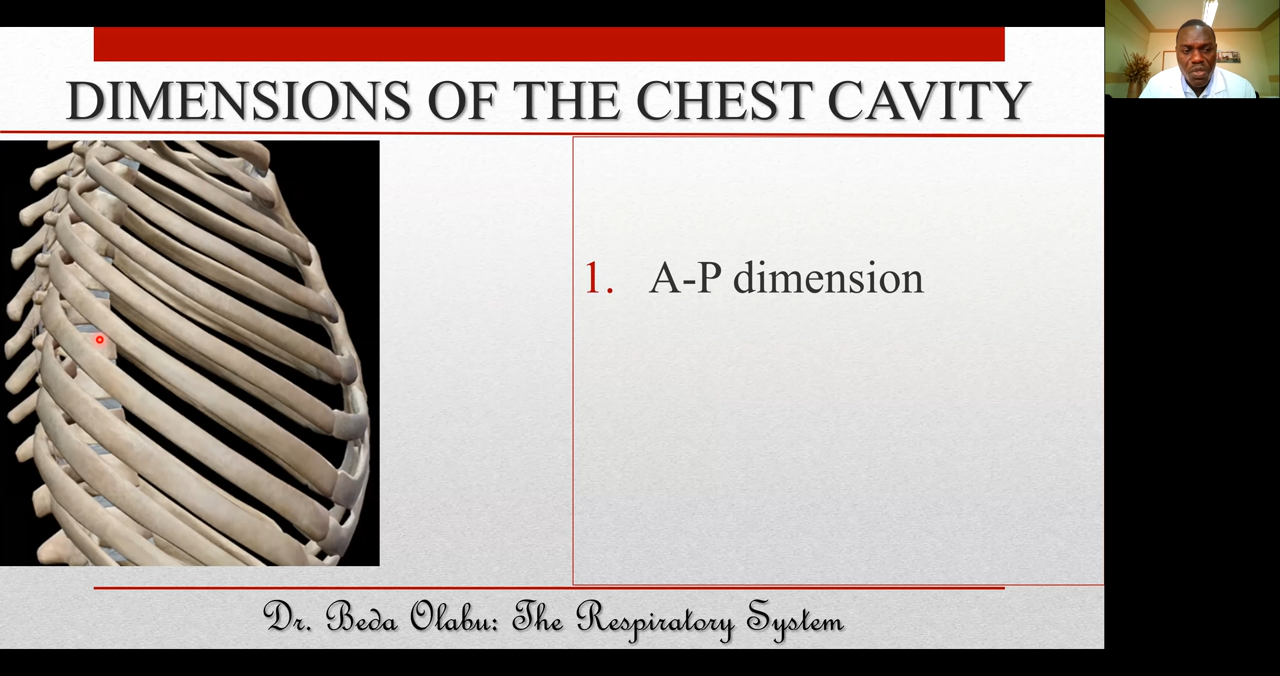 DIMENSIONS OF THE CHEST CAVITY
1. A-P dimension
Dr. Beda Olabu: The Respiratory System